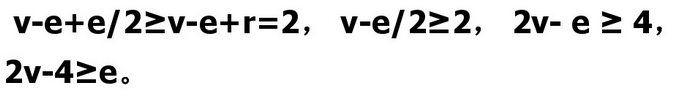 v-e+e/2≥v-e+r=2, v-e/2≥2, 2v- e ≥ 4,
2v-4≥e。